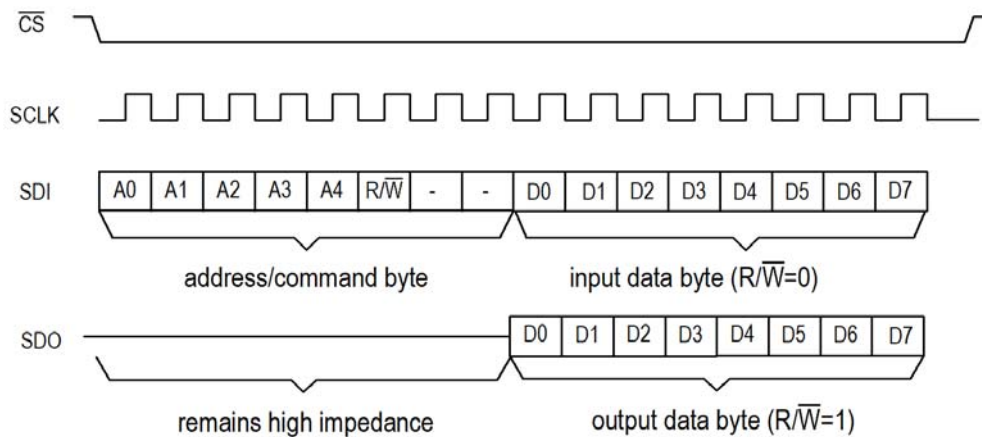 C̅S̅
SCLK
SDI A0 A1 A2 A3 A4 R/W̅ - - D0 D1 D2 D3 D4 D5 D6 D7
address/command byte input data byte (R/W̅=0)
SDO D0 D1 D2 D3 D4 D5 D6 D7
remains high impedance output data byte (R/W̅=1)